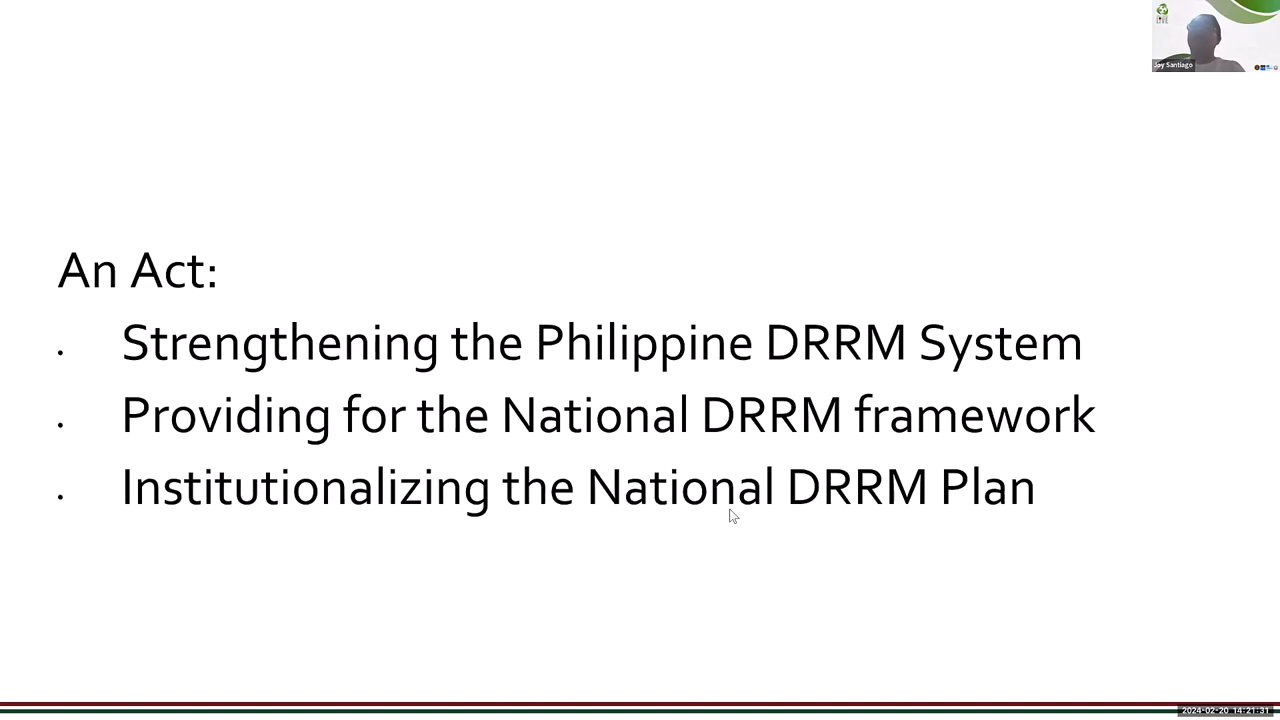 LIVE
Joy Santiago
An Act:
• Strengthening the Philippine DRRM System
• Providing for the National DRRM framework
• Institutionalizing the National DRRM Plan
2024-02-20 14:21:31